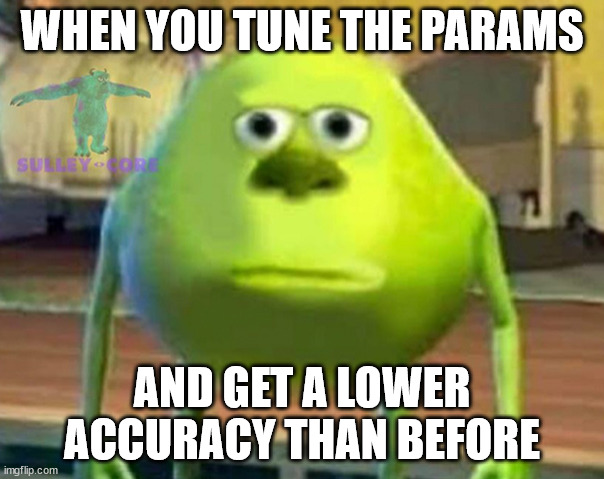 WHEN YOU TUNE THE PARAMS
SULLEY-CORE
AND GET A LOWER
ACCURACY THAN BEFORE
imgflip.com